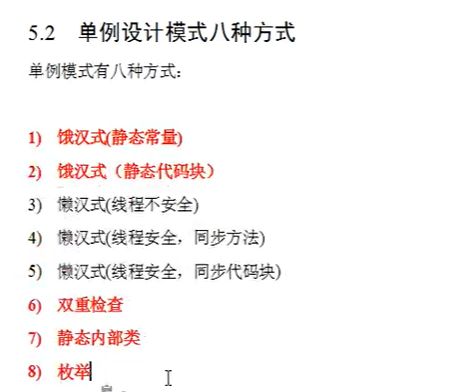 5.2 单例设计模式八种方式
单例模式有八种方式：
1) 饿汉式(静态常量)
2) 饿汉式（静态代码块）
3) 懒汉式(线程不安全)
4) 懒汉式(线程安全，同步方法)
5) 懒汉式(线程安全，同步代码块)
6) 双重检查
7) 静态内部类
8) 枚举